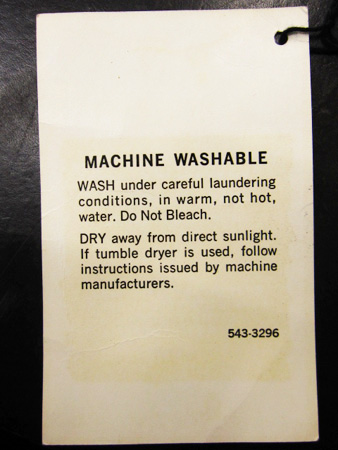 MACHINE WASHABLE
WASH under careful laundering
conditions, in warm, not hot,
water. Do Not Bleach.
DRY away from direct sunlight.
If tumble dryer is used, follow
instructions issued by machine
manufacturers.
543-3296